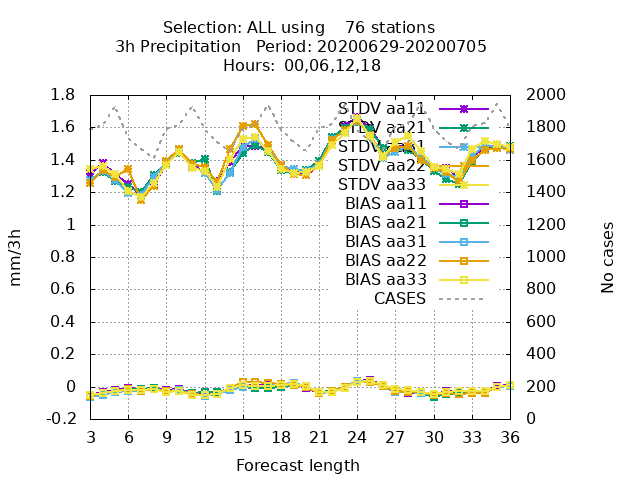 Selection: ALL using    76 stations
3h Precipitation   Period: 20200629-20200705
Hours:  00,06,12,18
1.8
1.6
1.4
1.2
1
0.8
0.6
0.4
0.2
0
-0.2
mm/3h
STDV aa11
STDV aa21
STDV aa31
STDV aa22
STDV aa33
BIAS aa11
BIAS aa21
BIAS aa31
BIAS aa22
BIAS aa33
CASES
2000
1800
1600
1400
1200
1000
800
600
400
200
0
No cases
3 6 9 12 15 18 21 24 27 30 33 36
Forecast length